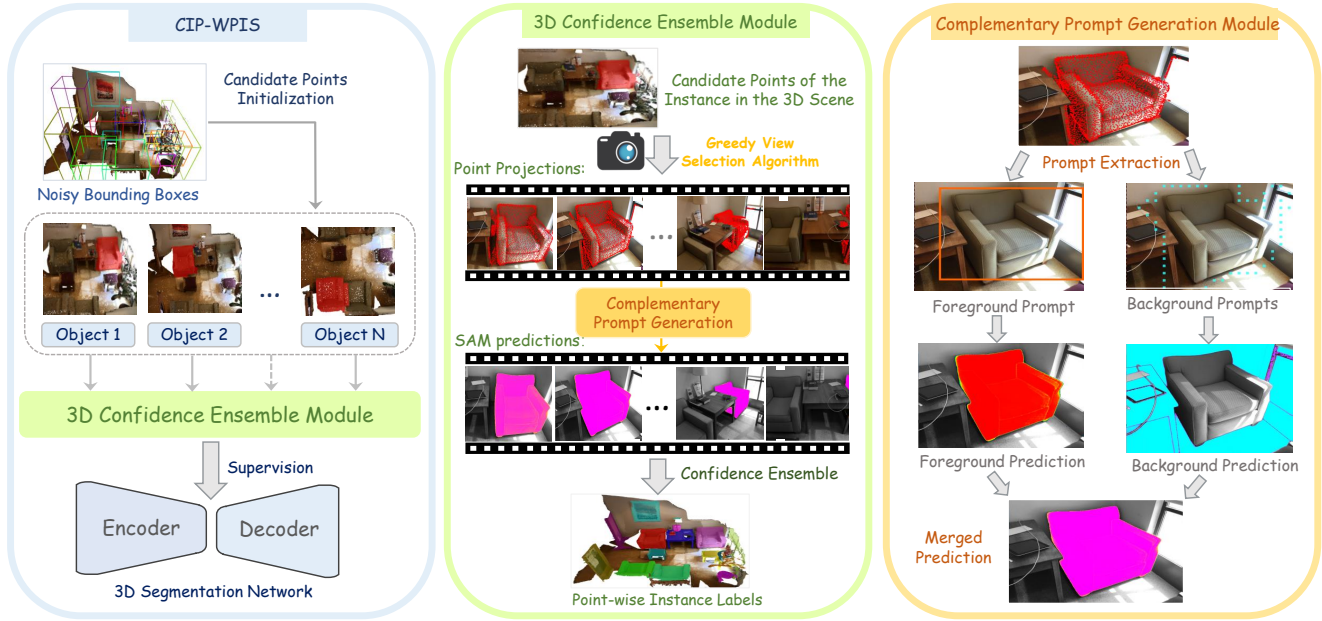 CIP-WPIS
Candidate Points
Initialization
Noisy Bounding Boxes
...
Object 1
Object 2
Object N
3D Confidence Ensemble Module
Supervision
Encoder
Decoder
3D Segmentation Network
3D Confidence Ensemble Module
Candidate Points of the
Instance in the 3D Scene
Greedy View
Selection Algorithm
Point Projections:
...
Complementary
Prompt Generation
SAM predictions:
...
Confidence Ensemble
Point-wise Instance Labels
Complementary Prompt Generation Module
Prompt Extraction
Foreground Prompt
Background Prompts
Foreground Prediction
Background Prediction
Merged
Prediction